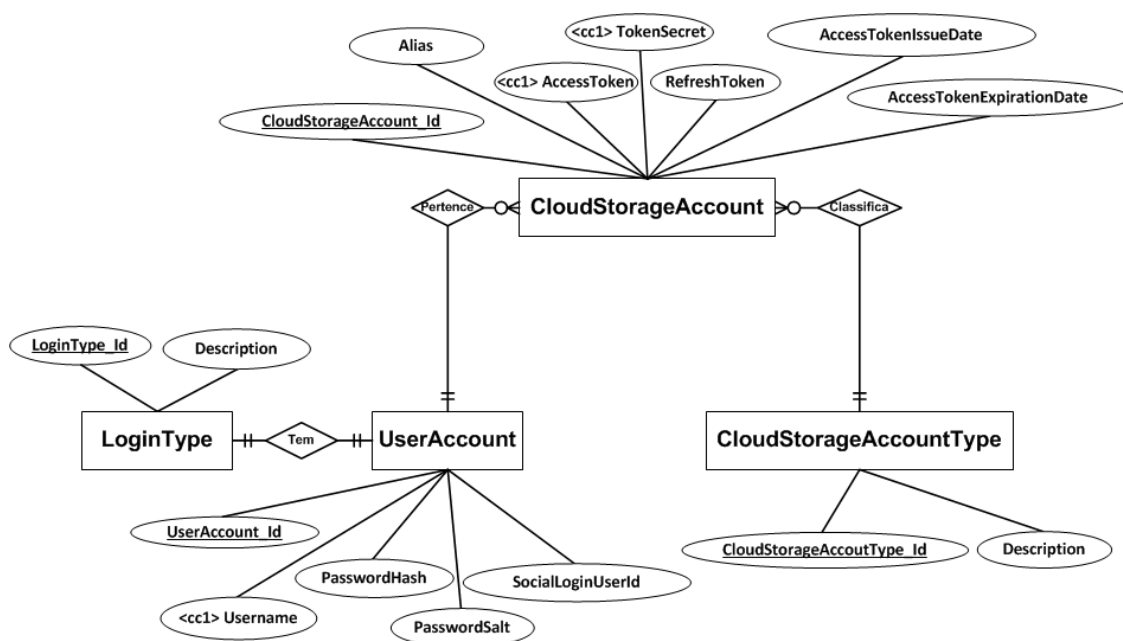 <cc1> TokenSecret
AccessTokenIssueDate
Alias
<cc1> AccessToken
RefreshToken
AccessTokenExpirationDate
CloudStorageAccount_Id
Pertence
CloudStorageAccount
Classifica
LoginType_Id
Description
LoginType
Tem
UserAccount
CloudStorageAccountType
UserAccount_Id
CloudStorageAccoutType_Id
Description
PasswordHash
SocialLoginUserId
<cc1> Username
PasswordSalt